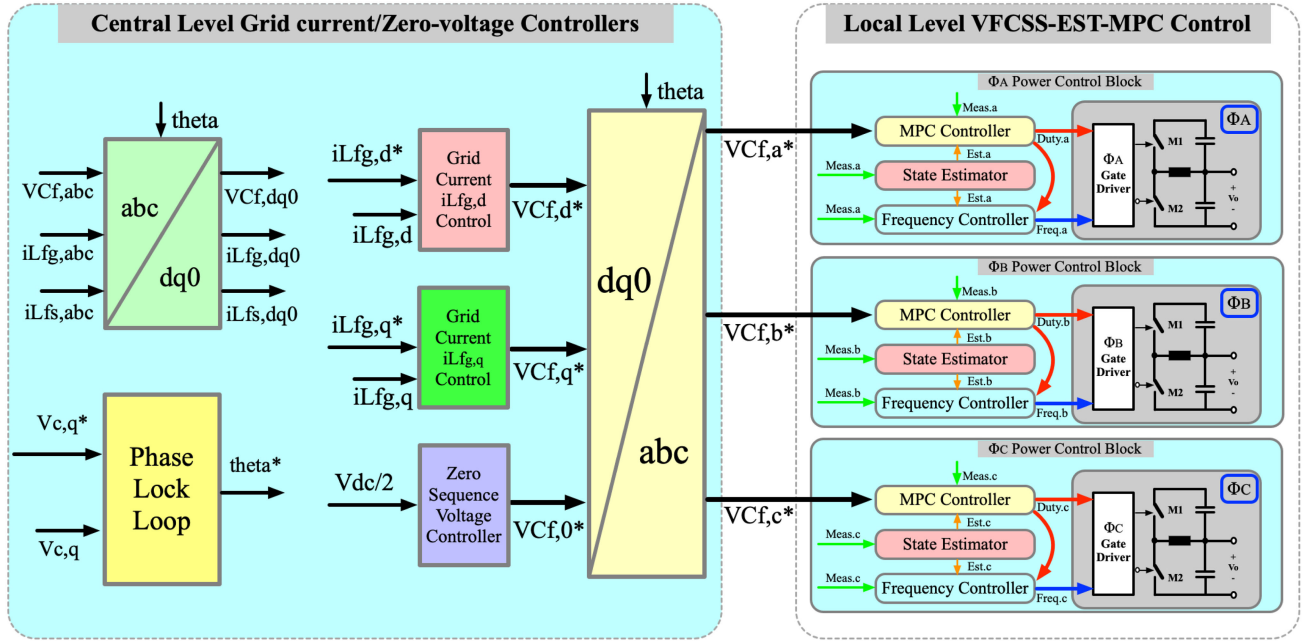 Central Level Grid current/Zero-voltage Controllers
theta
VCf,abc
iLfg,abc
iLfs,abc
abc
dq0
VCf,dq0
iLfg,dq0
iLfs,dq0
Vc,q*
Vc,q
Phase
Lock
Loop
theta*
iLfg,d*
iLfg,d
Grid
Current
iLfg,d
Control
VCf,d*
iLfg,q*
iLfg,q
Grid
Current
iLfg,q
Control
VCf,q*
Vdc/2
Zero
Sequence
Voltage
Controller
VCf,0*
theta
dq0
abc
VCf,a*
VCf,b*
VCf,c*
Local Level VFCSS-EST-MPC Control
ΦA Power Control Block
Meas.a
MPC Controller
Duty.a
Est.a
Meas.a
State Estimator
Est.a
Meas.a
Frequency Controller
Freq.a
ΦA
Gate
Driver
M1
M2
ΦA
+
Vo
-
ΦB Power Control Block
Meas.b
MPC Controller
Duty.b
Est.b
Meas.b
State Estimator
Est.b
Meas.b
Frequency Controller
Freq.b
ΦB
Gate
Driver
M1
M2
ΦB
+
Vo
-
ΦC Power Control Block
Meas.c
MPC Controller
Duty.c
Est.c
Meas.c
State Estimator
Est.c
Meas.c
Frequency Controller
Freq.c
ΦC
Gate
Driver
M1
M2
ΦC
+
Vo
-